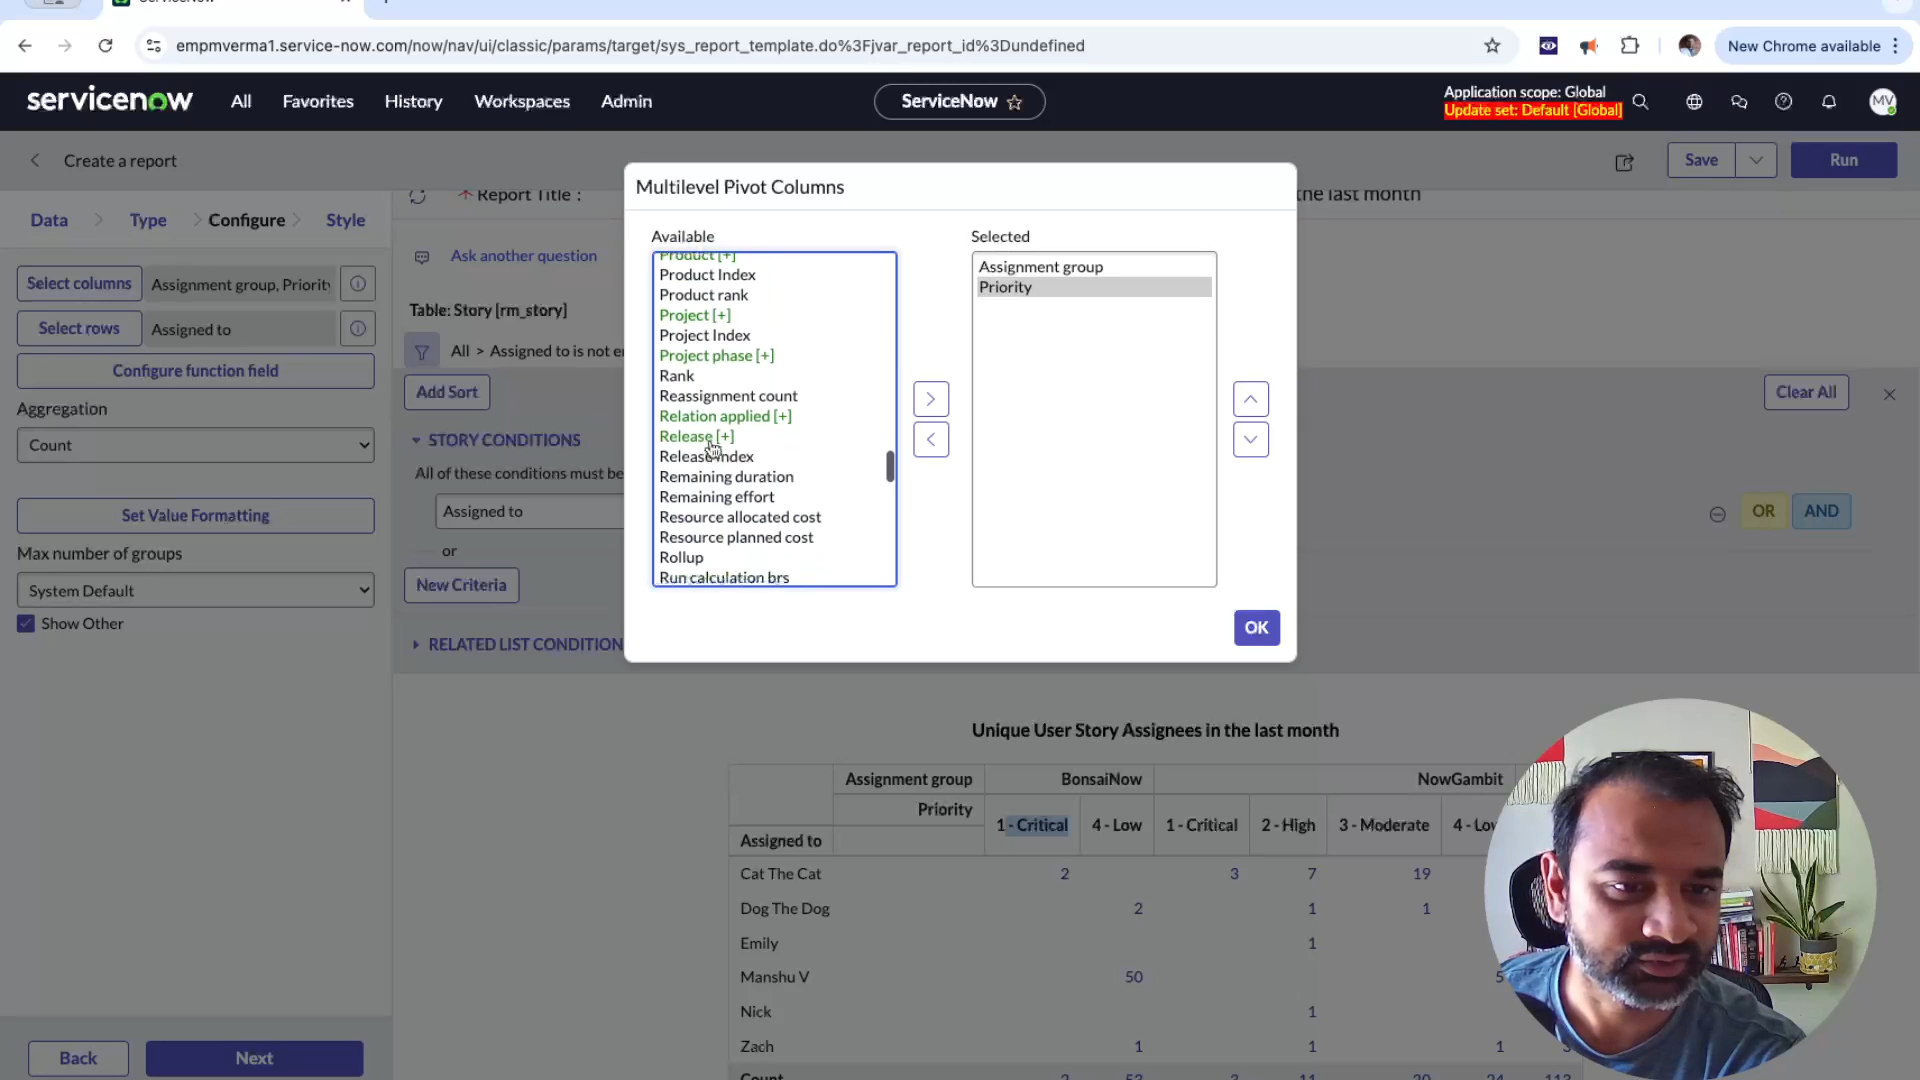 empmverma1.service-now.com/now/nav/ui/classic/params/target/sys_report_template.do%3Fjvar_report_id%3Dundefined
New Chrome available
servicenow
All
Favorites
History
Workspaces
Admin
ServiceNow
Application scope: Global
Update set: Default [Global]
MV
Create a report
Save
Run
Data
Type
Configure
Style
* Report Title :
the last month
Select columns
Assignment group, Priorit
Select rows
Assigned to
Configure function field
Aggregation
Count
Set Value Formatting
Max number of groups
System Default
Show Other
Back
Next
Ask another question
Table: Story [rm_story]
All > Assigned to is not e
Add Sort
Clear All
STORY CONDITIONS
All of these conditions must be
Assigned to
OR
AND
or
New Criteria
RELATED LIST CONDITION
Multilevel Pivot Columns
Available
Product [+]
Product Index
Product rank
Project [+]
Project Index
Project phase [+]
Rank
Reassignment count
Relation applied [+]
Release [+]
Release Index
Remaining duration
Remaining effort
Resource allocated cost
Resource planned cost
Rollup
Run calculation brs
Selected
Assignment group
Priority
OK
Unique User Story Assignees in the last month
Assignment group BonsaiNow NowGambit
Priority 1 - Critical 4 - Low 1 - Critical 2 - High 3 - Moderate 4 - Lo
Assigned to
Cat The Cat 2 3 7 19
Dog The Dog 2 1 1
Emily 1
Manshu V 50 5
Nick 1
Zach 1 1 1
Count 2 53 3 11 20 24 113